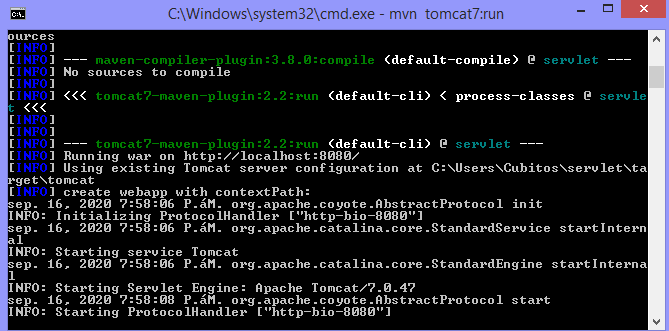 C:\Windows\system32\cmd.exe - mvn  tomcat7:run
ources
[INFO]
[INFO] --- maven-compiler-plugin:3.8.0:compile (default-compile) @ servlet ---
[INFO] No sources to compile
[INFO]
[INFO] <<< tomcat7-maven-plugin:2.2:run (default-cli) < process-classes @ servle
t <<<
[INFO]
[INFO]
[INFO] --- tomcat7-maven-plugin:2.2:run (default-cli) @ servlet ---
[INFO] Running war on http://localhost:8080/
[INFO] Using existing Tomcat server configuration at C:\Users\Cubitos\servlet\ta
rget\tomcat
[INFO] create webapp with contextPath:
sep. 16, 2020 7:58:06 P.áM. org.apache.coyote.AbstractProtocol init
INFO: Initializing ProtocolHandler ["http-bio-8080"]
sep. 16, 2020 7:58:06 P.áM. org.apache.catalina.core.StandardService startIntern
al
INFO: Starting service Tomcat
sep. 16, 2020 7:58:06 P.áM. org.apache.catalina.core.StandardEngine startInterna
l
INFO: Starting Servlet Engine: Apache Tomcat/7.0.47
sep. 16, 2020 7:58:08 P.áM. org.apache.coyote.AbstractProtocol start
INFO: Starting ProtocolHandler ["http-bio-8080"]